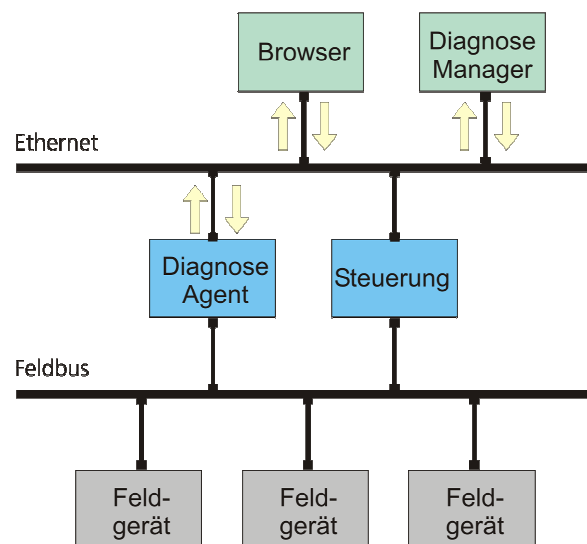 Browser
Diagnose
Manager
Ethernet
Diagnose
Agent
Steuerung
Feldbus
Feld-
gerät
Feld-
gerät
Feld-
gerät